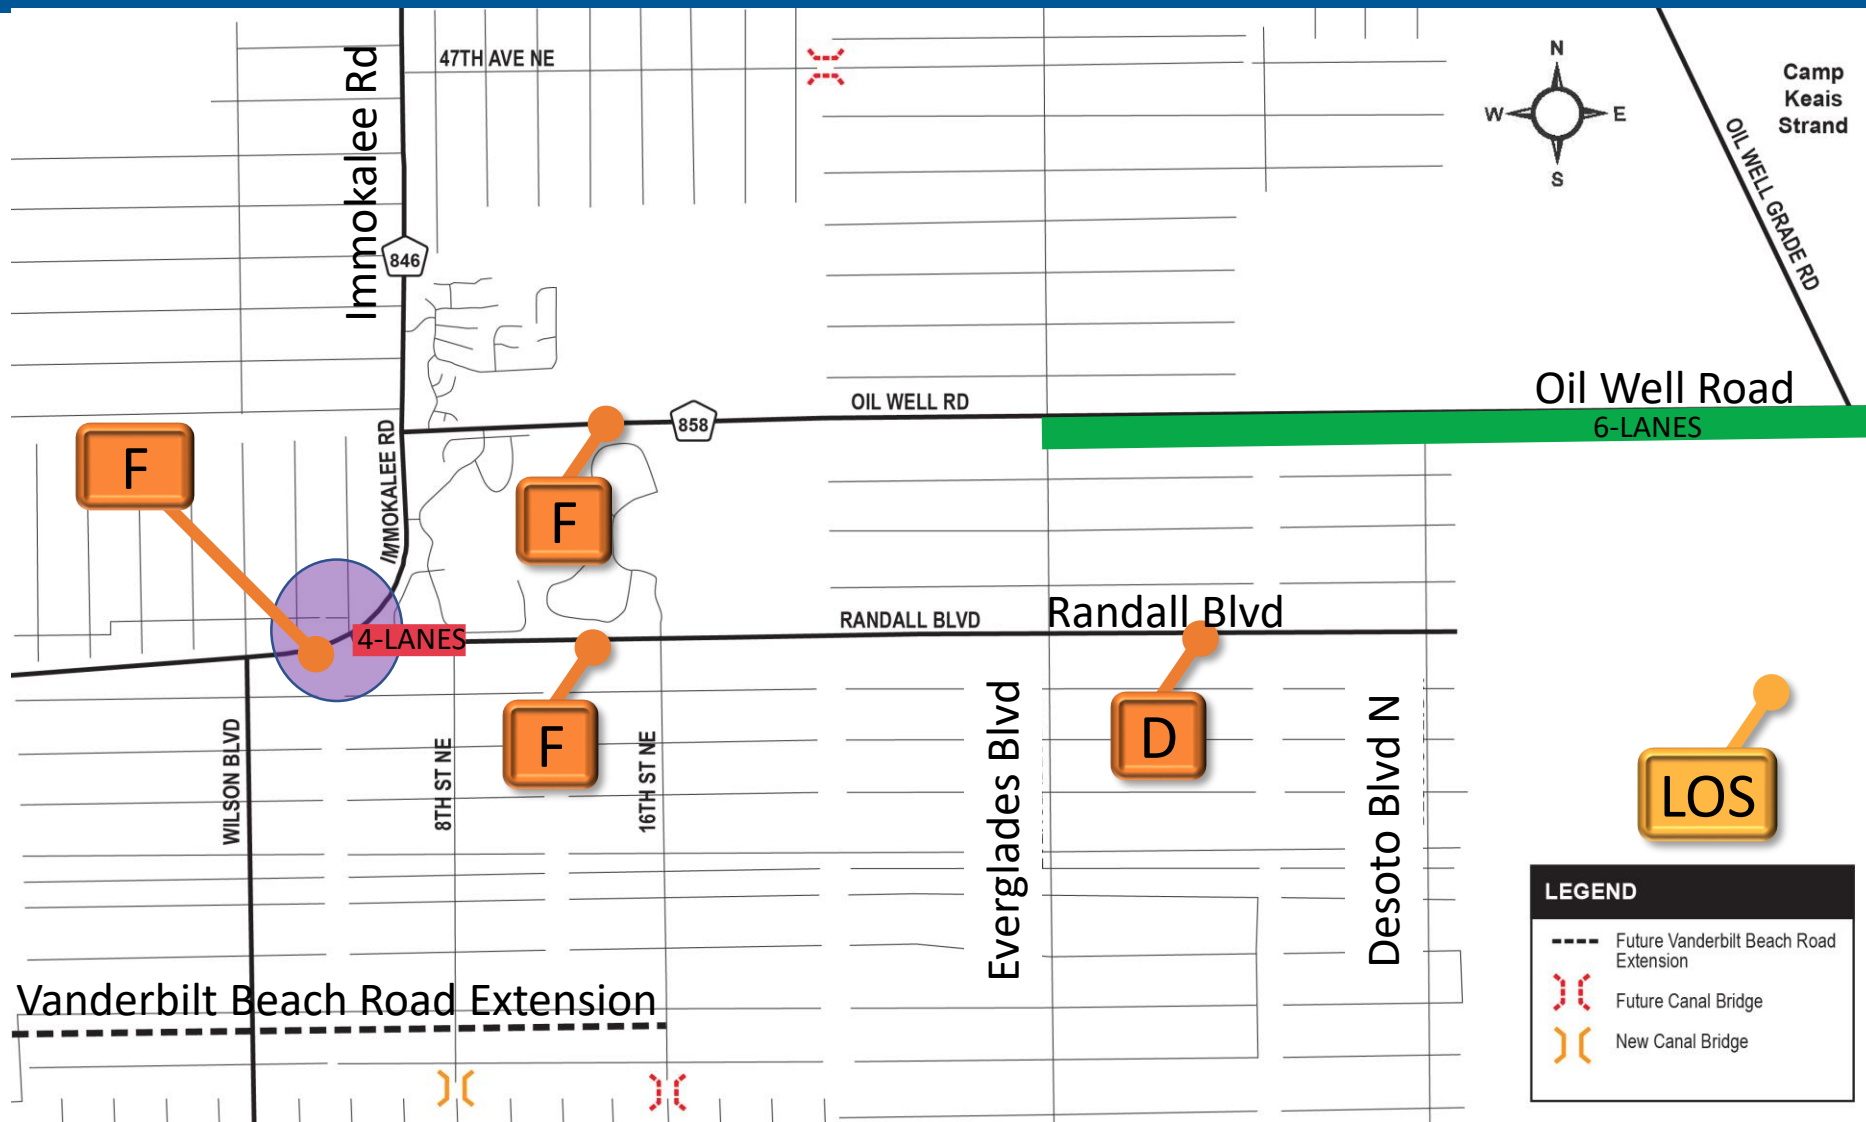 Immokalee Rd
47TH AVE NE
N
W
E
S
Camp
Keais
Strand
OIL WELL GRADE RD
846
Oil Well Road
OIL WELL RD
858
6-LANES
IMMOKALEE RD
F
F
RANDALL BLVD
Randall Blvd
4-LANES
F
D
WILSON BLVD
8TH ST NE
16TH ST NE
Everglades Blvd
Desoto Blvd N
LOS
LEGEND
Future Vanderbilt Beach Road
Extension
Future Canal Bridge
New Canal Bridge
Vanderbilt Beach Road Extension